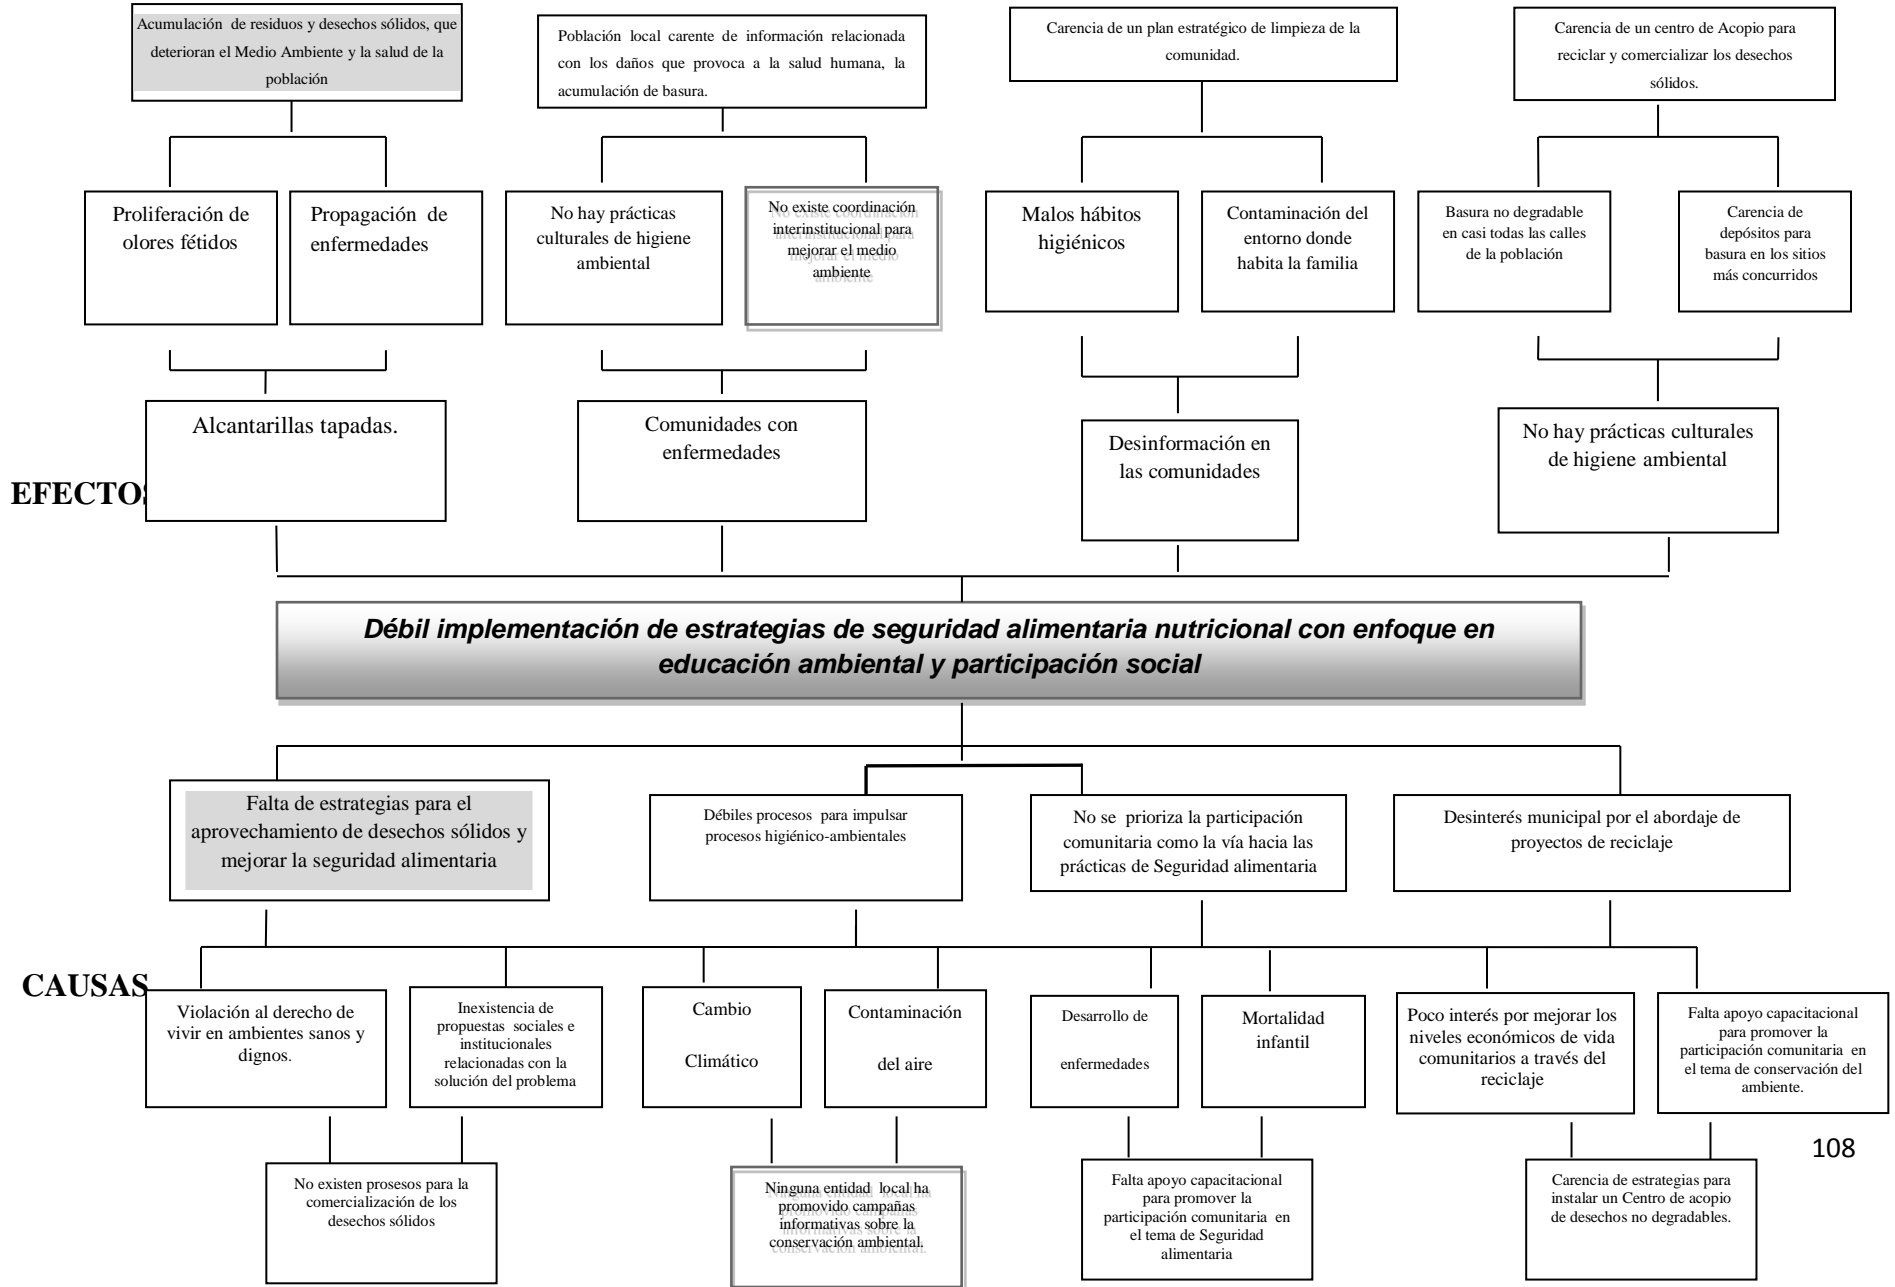 Acumulación de residuos y desechos sólidos, que
deterioran el Medio Ambiente y la salud de la
población
Población local carente de información relacionada
con los daños que provoca a la salud humana, la
acumulación de basura.
Carencia de un plan estratégico de limpieza de la
comunidad.
Carencia de un centro de Acopio para
reciclar y comercializar los desechos
sólidos.
Proliferación de
olores fétidos
Propagación de
enfermedades
No hay prácticas
culturales de higiene
ambiental
No existe coordinación
interinstitucional para
mejorar el medio
ambiente
Malos hábitos
higiénicos
Contaminación del
entorno donde
habita la familia
Basura no degradable
en casi todas las calles
de la población
Carencia de
depósitos para
basura en los sitios
más concurridos
Alcantarillas tapadas.
Comunidades con
enfermedades
Desinformación en
las comunidades
No hay prácticas culturales
de higiene ambiental
EFECTOS
Débil implementación de estrategias de seguridad alimentaria nutricional con enfoque en
educación ambiental y participación social
Falta de estrategias para el
aprovechamiento de desechos sólidos y
mejorar la seguridad alimentaria
Débiles procesos para impulsar
procesos higiénico-ambientales
No se prioriza la participación
comunitaria como la vía hacia las
prácticas de Seguridad alimentaria
Desinterés municipal por el abordaje de
proyectos de reciclaje
CAUSAS
Violación al derecho de
vivir en ambientes sanos y
dignos.
Inexistencia de
propuestas sociales e
institucionales
relacionadas con la
solución del problema
Cambio
Climático
Contaminación
del aire
Desarrollo de
enfermedades
Mortalidad
infantil
Poco interés por mejorar los
niveles económicos de vida
comunitarios a través del
reciclaje
Falta apoyo capacitacional
para promover la
participación comunitaria en
el tema de conservación del
ambiente.
No existen prosesos para la
comercialización de los
desechos sólidos
Ninguna entidad local ha
promovido campañas
informativas sobre la
conservación ambiental.
Falta apoyo capacitacional
para promover la
participación comunitaria en
el tema de Seguridad
alimentaria
Carencia de estrategias para
instalar un Centro de acopio
de desechos no degradables.
108